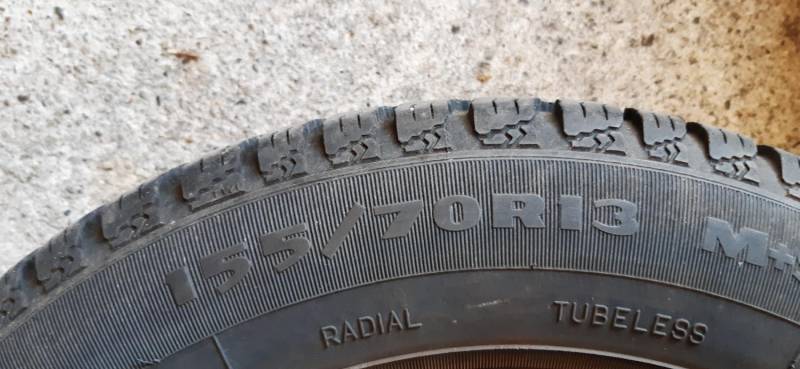 155/70R13 M+S
RADIAL TUBELESS